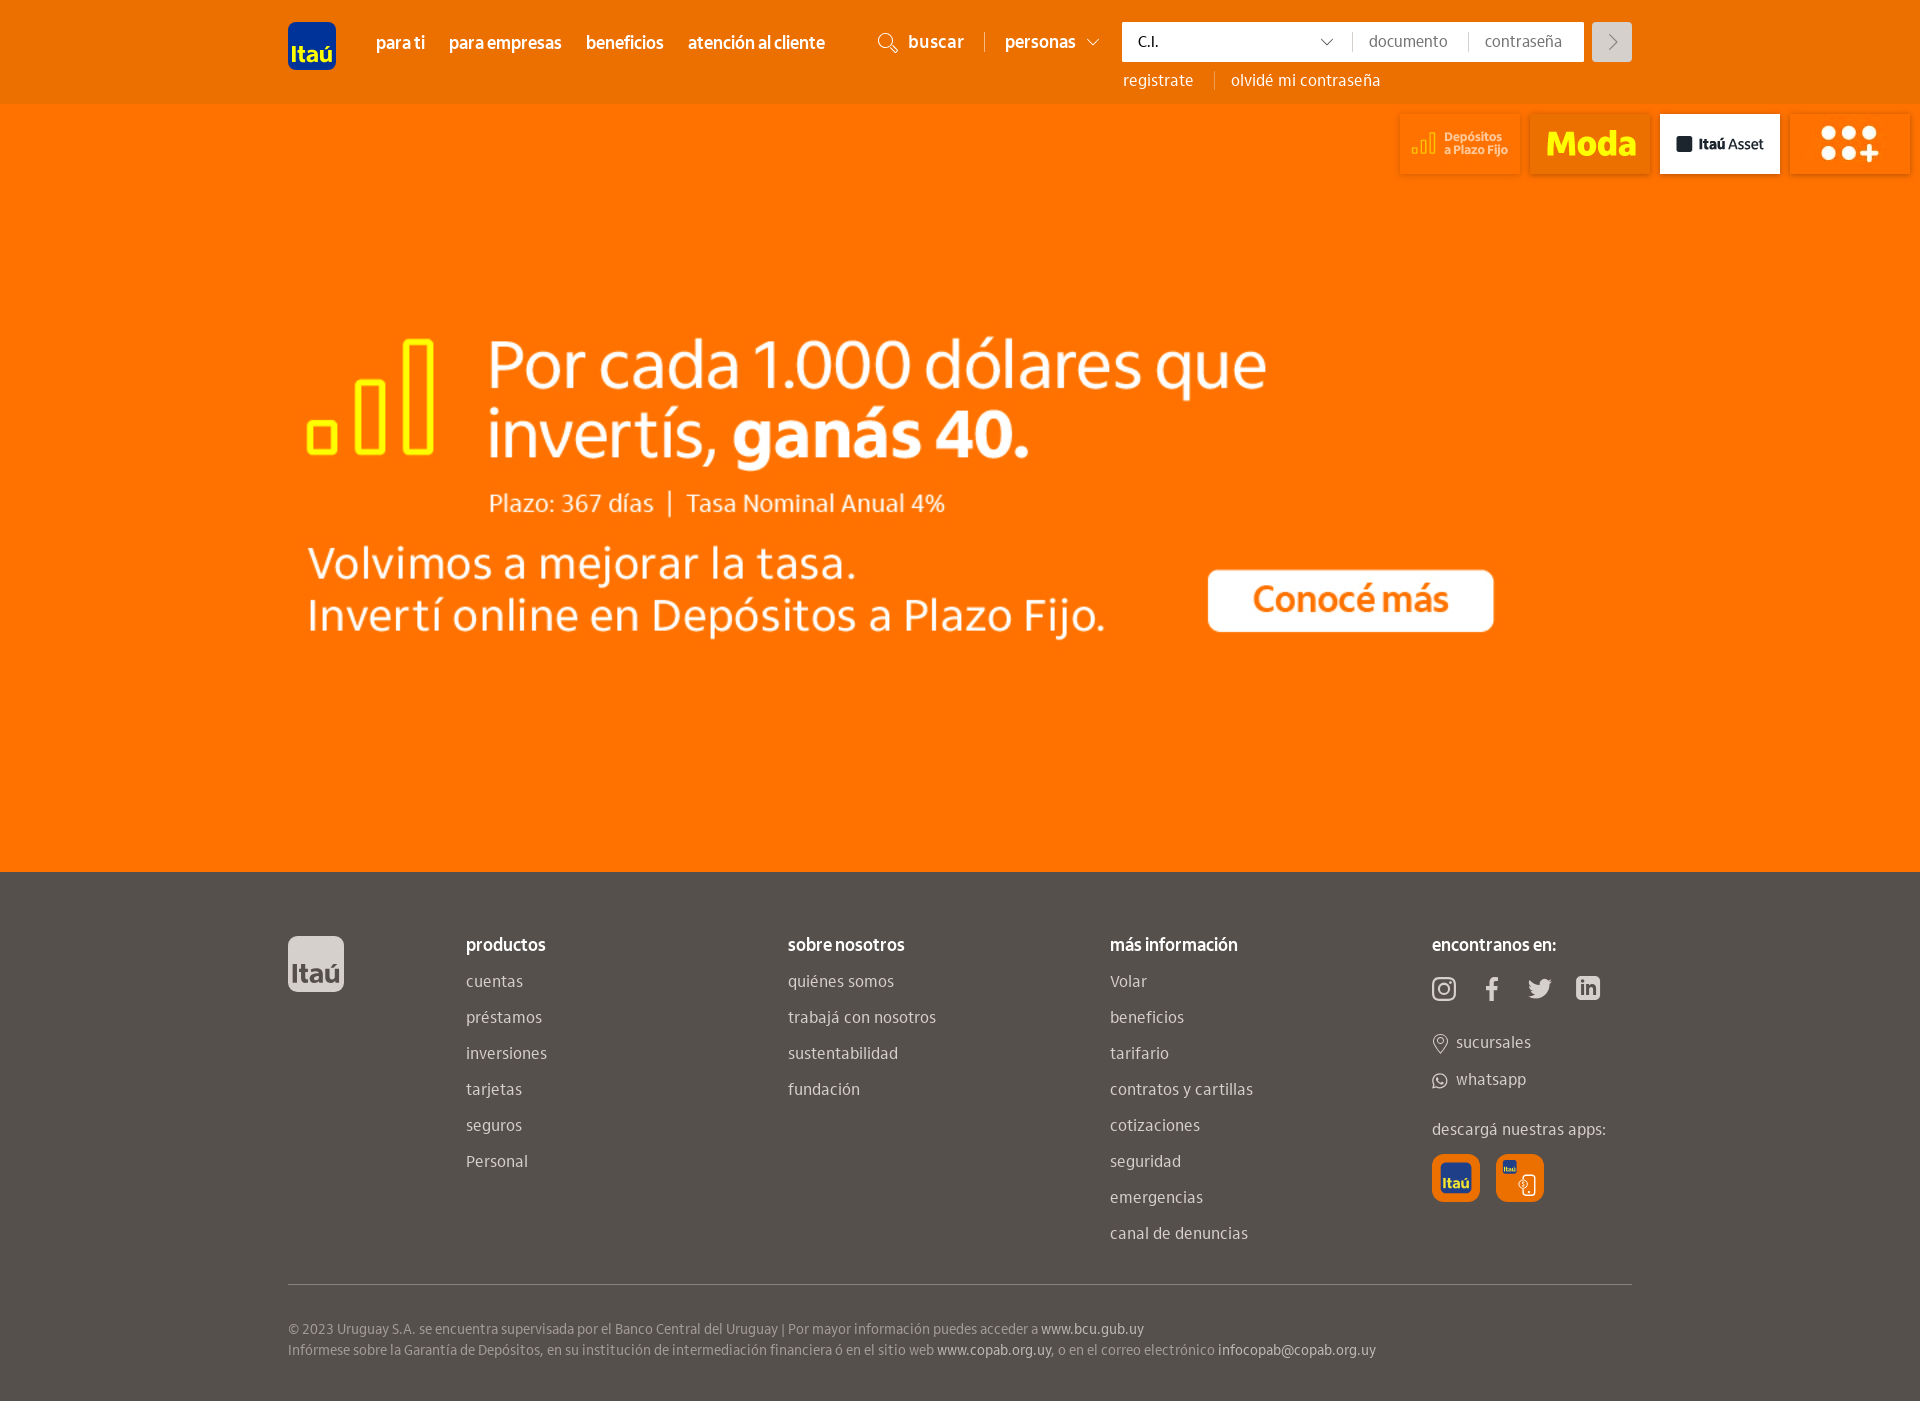 Itaú
para ti
para empresas
beneficios
atención al cliente
buscar
personas
C.I.
documento
contraseña
registrate
olvidé mi contraseña
Depósitos
a Plazo Fijo
Moda
Itaú Asset
Por cada 1.000 dólares que
invertís, ganás 40.
Plazo: 367 días | Tasa Nominal Anual 4%
Volvimos a mejorar la tasa.
Invertí online en Depósitos a Plazo Fijo.
Conocé más
Itaú
productos
cuentas
préstamos
inversiones
tarjetas
seguros
Personal
sobre nosotros
quiénes somos
trabajá con nosotros
sustentabilidad
fundación
más información
Volar
beneficios
tarifario
contratos y cartillas
cotizaciones
seguridad
emergencias
canal de denuncias
encontranos en:
sucursales
whatsapp
descargá nuestras apps:
Itaú
Itaú
© 2023 Uruguay S.A. se encuentra supervisada por el Banco Central del Uruguay | Por mayor información puedes acceder a www.bcu.gub.uy
Infórmese sobre la Garantía de Depósitos, en su institución de intermediación financiera ó en el sitio web www.copab.org.uy, o en el correo electrónico infocopab@copab.org.uy